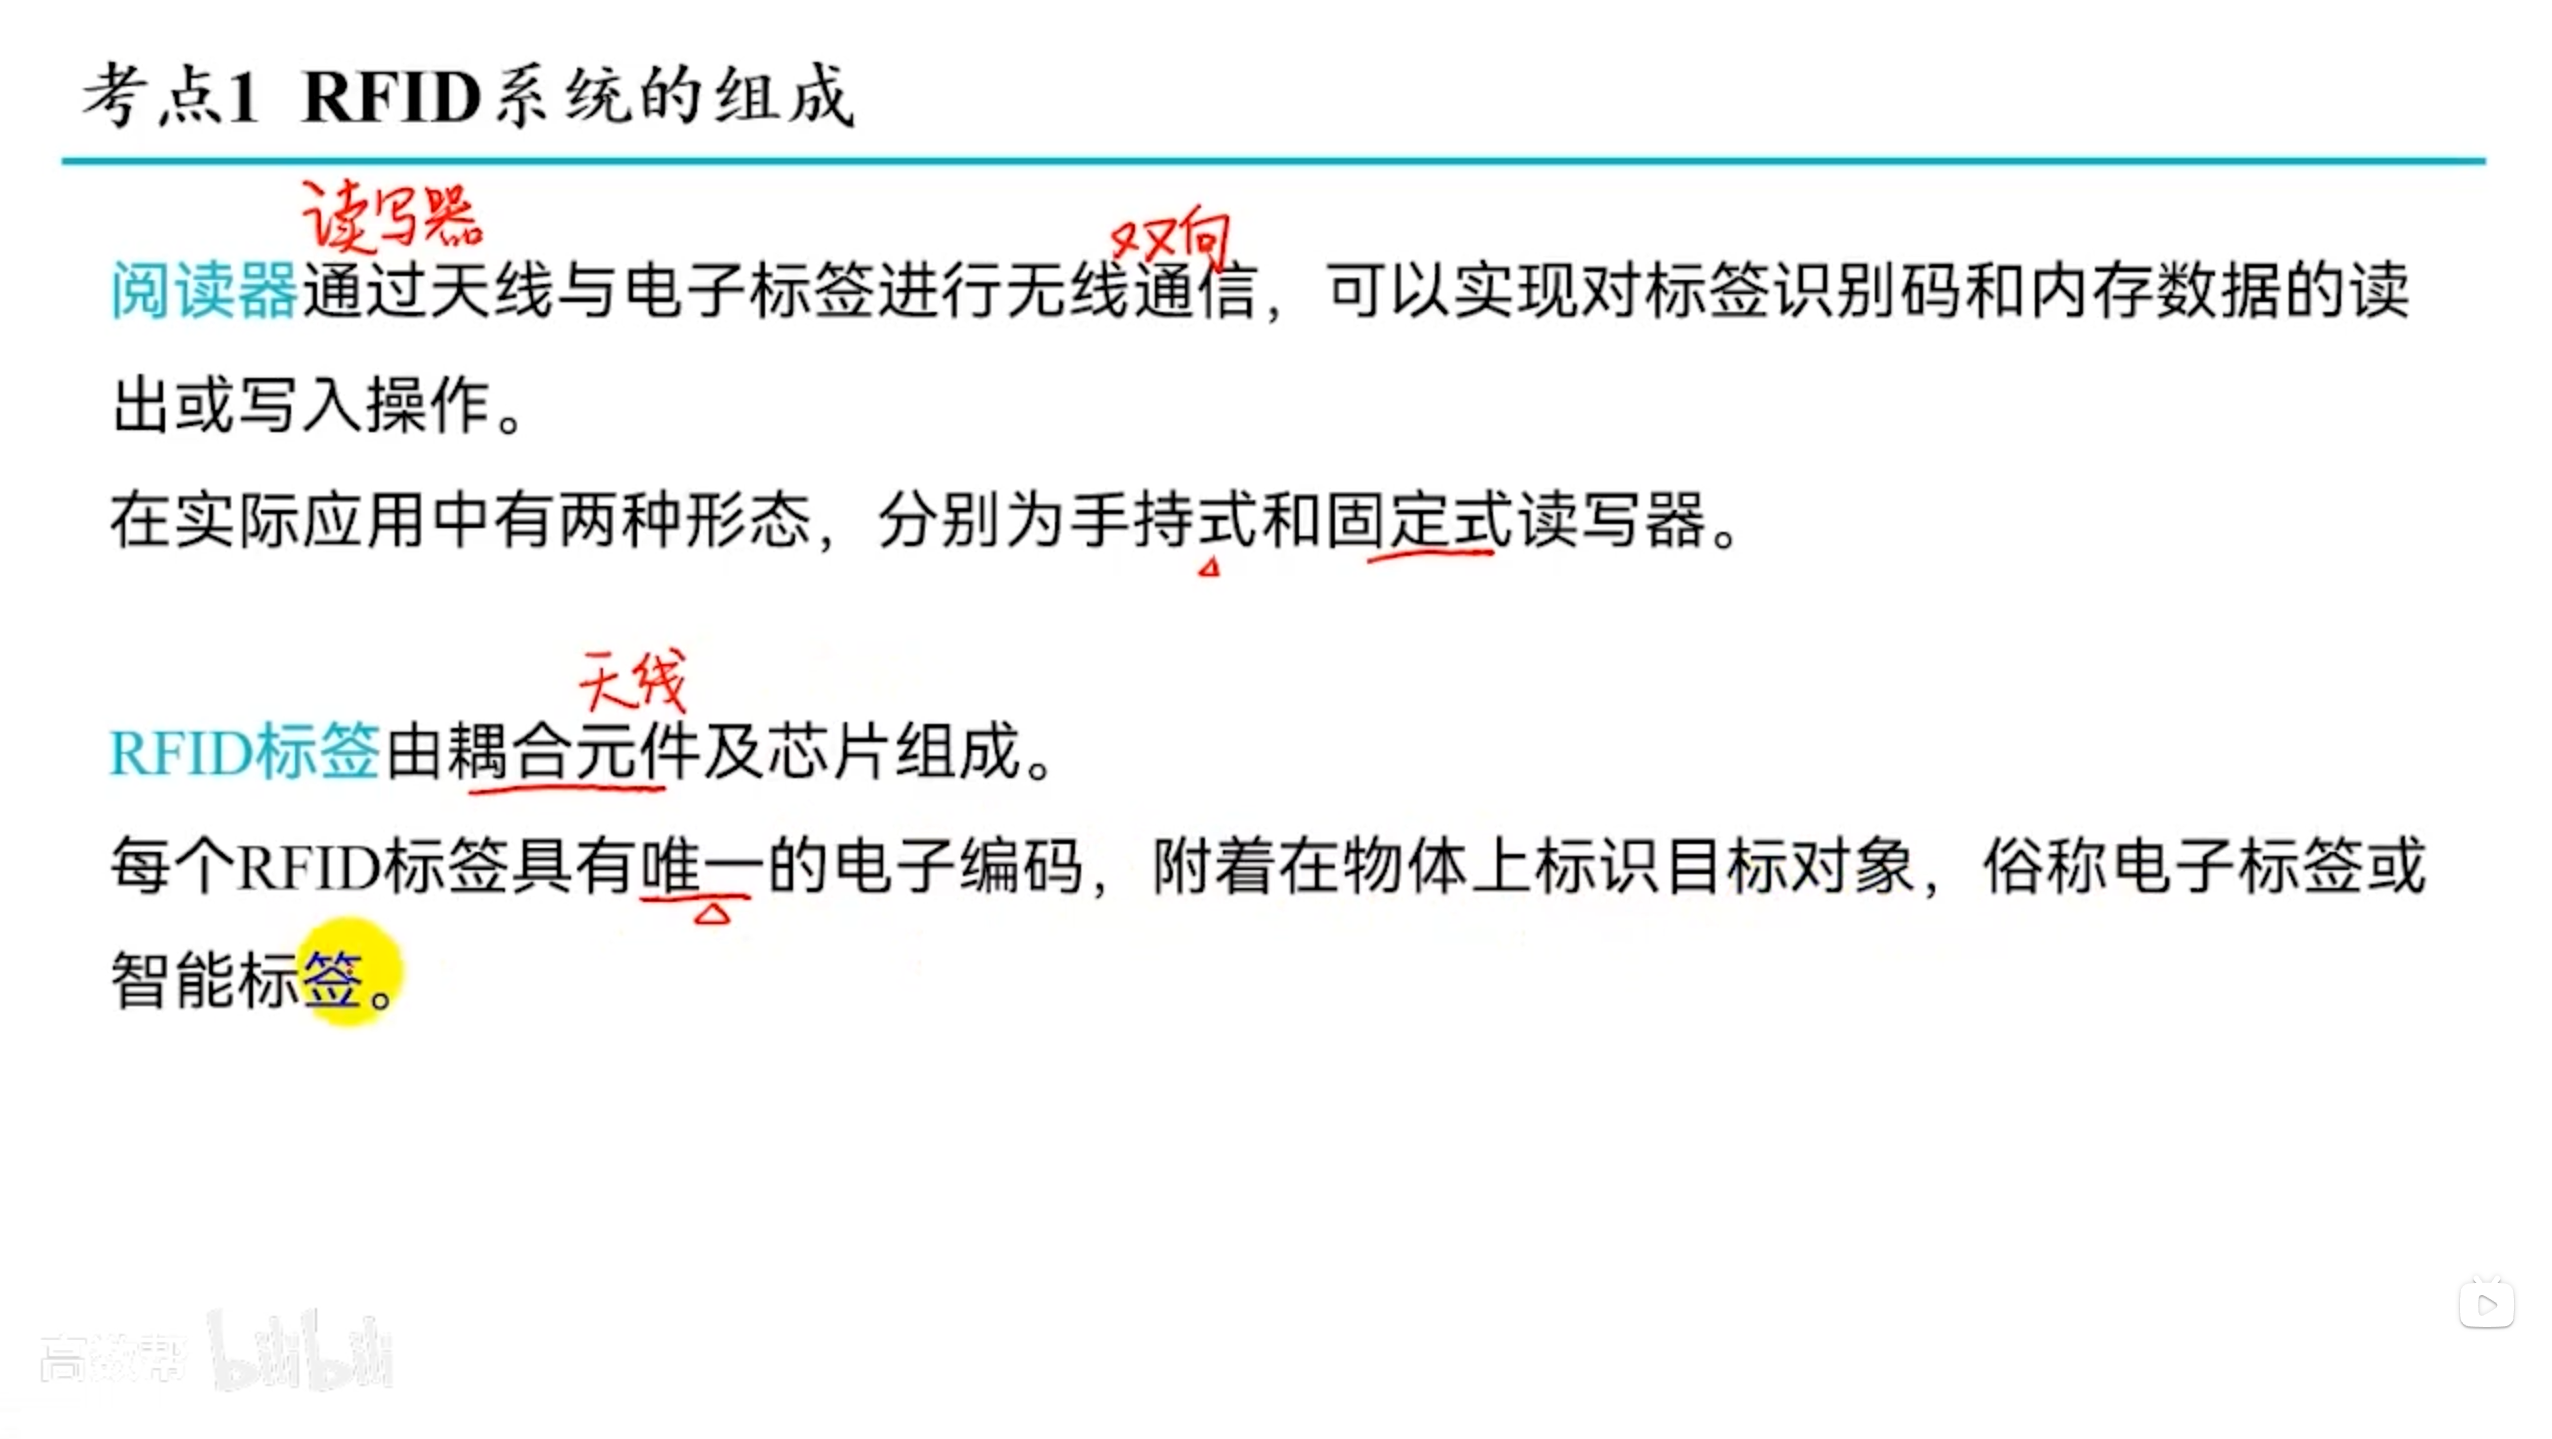 考点1 RFID系统的组成
读写器
双向
阅读器通过天线与电子标签进行无线通信，可以实现对标签识别码和内存数据的读
出或写入操作。
在实际应用中有两种形态，分别为手持式和固定式读写器。
天线
RFID标签由耦合元件及芯片组成。
每个RFID标签具有唯一的电子编码，附着在物体上标识目标对象，俗称电子标签或
智能标签。
高数帮 bilibili